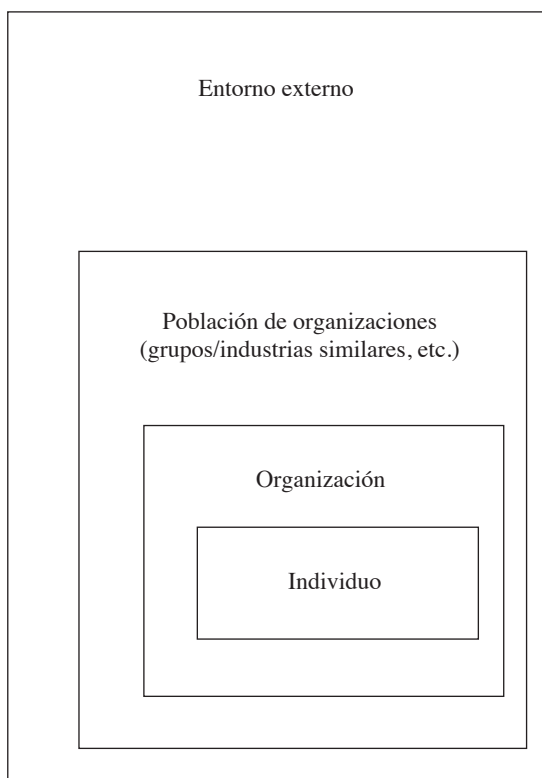 Entorno externo
Población de organizaciones
(grupos/industrias similares, etc.)
Organización
Individuo